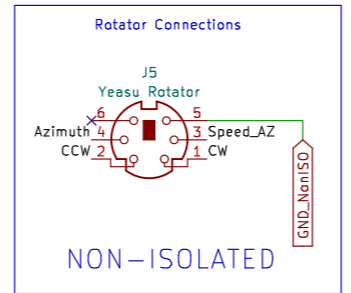 Rotator Connections
J5
Yeasu Rotator
6 5
Azimuth 4 3 Speed_AZ
CCW 2 1 CW
GND_NonISO
NON-ISOLATED